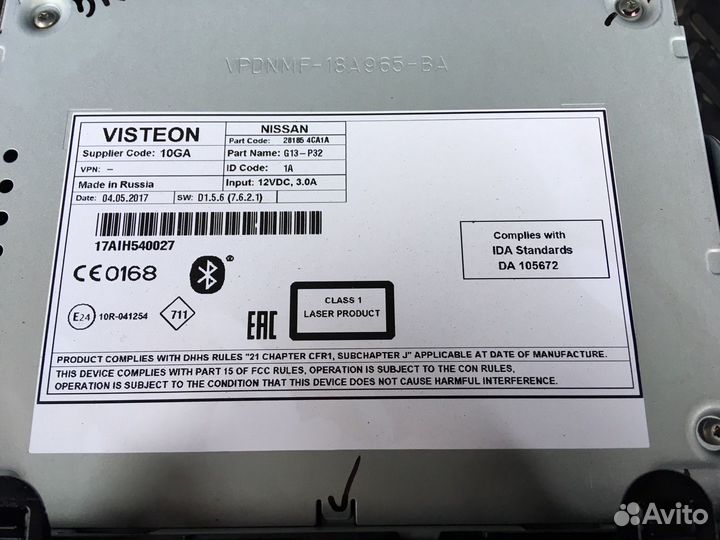 VPDNMF-18A965-BA
VISTEON
NISSAN
Part Code: 28185 4CA1A
Supplier Code: 10GA
Part Name: G13-P32
VPN: -
ID Code: 1A
Made in Russia
Input: 12VDC, 3.0A
Date: 04.05.2017
SW: D1.5.6 (7.6.2.1)
17AIH540027
Complies with
IDA Standards
DA 105672
CE0168
E24 10R-041254
711
EAC
CLASS 1
LASER PRODUCT
PRODUCT COMPLIES WITH DHHS RULES "21 CHAPTER CFR1, SUBCHAPTER J" APPLICABLE AT DATE OF MANUFACTURE.
THIS DEVICE COMPLIES WITH PART 15 OF FCC RULES, OPERATION IS SUBJECT TO THE CON RULES,
OPERATION IS SUBJECT TO THE CONDITION THAT THIS DEVICE DOES NOT CAUSE HARMFUL INTERFERENCE.
Avito